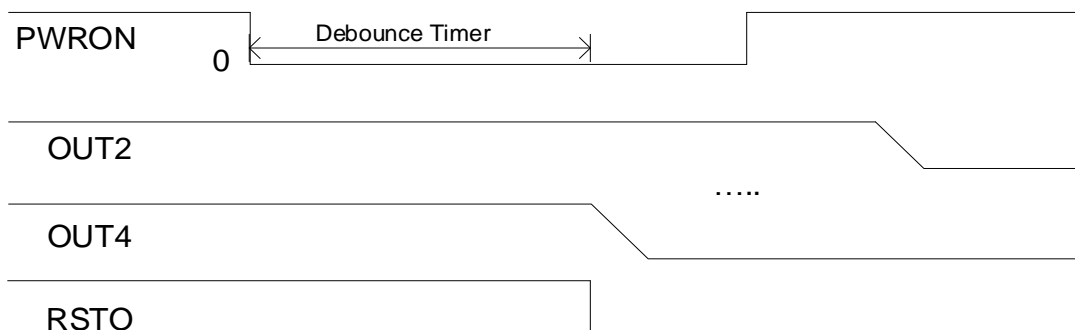 PWRON
Debounce Timer
0
OUT2
.....
OUT4
RSTO